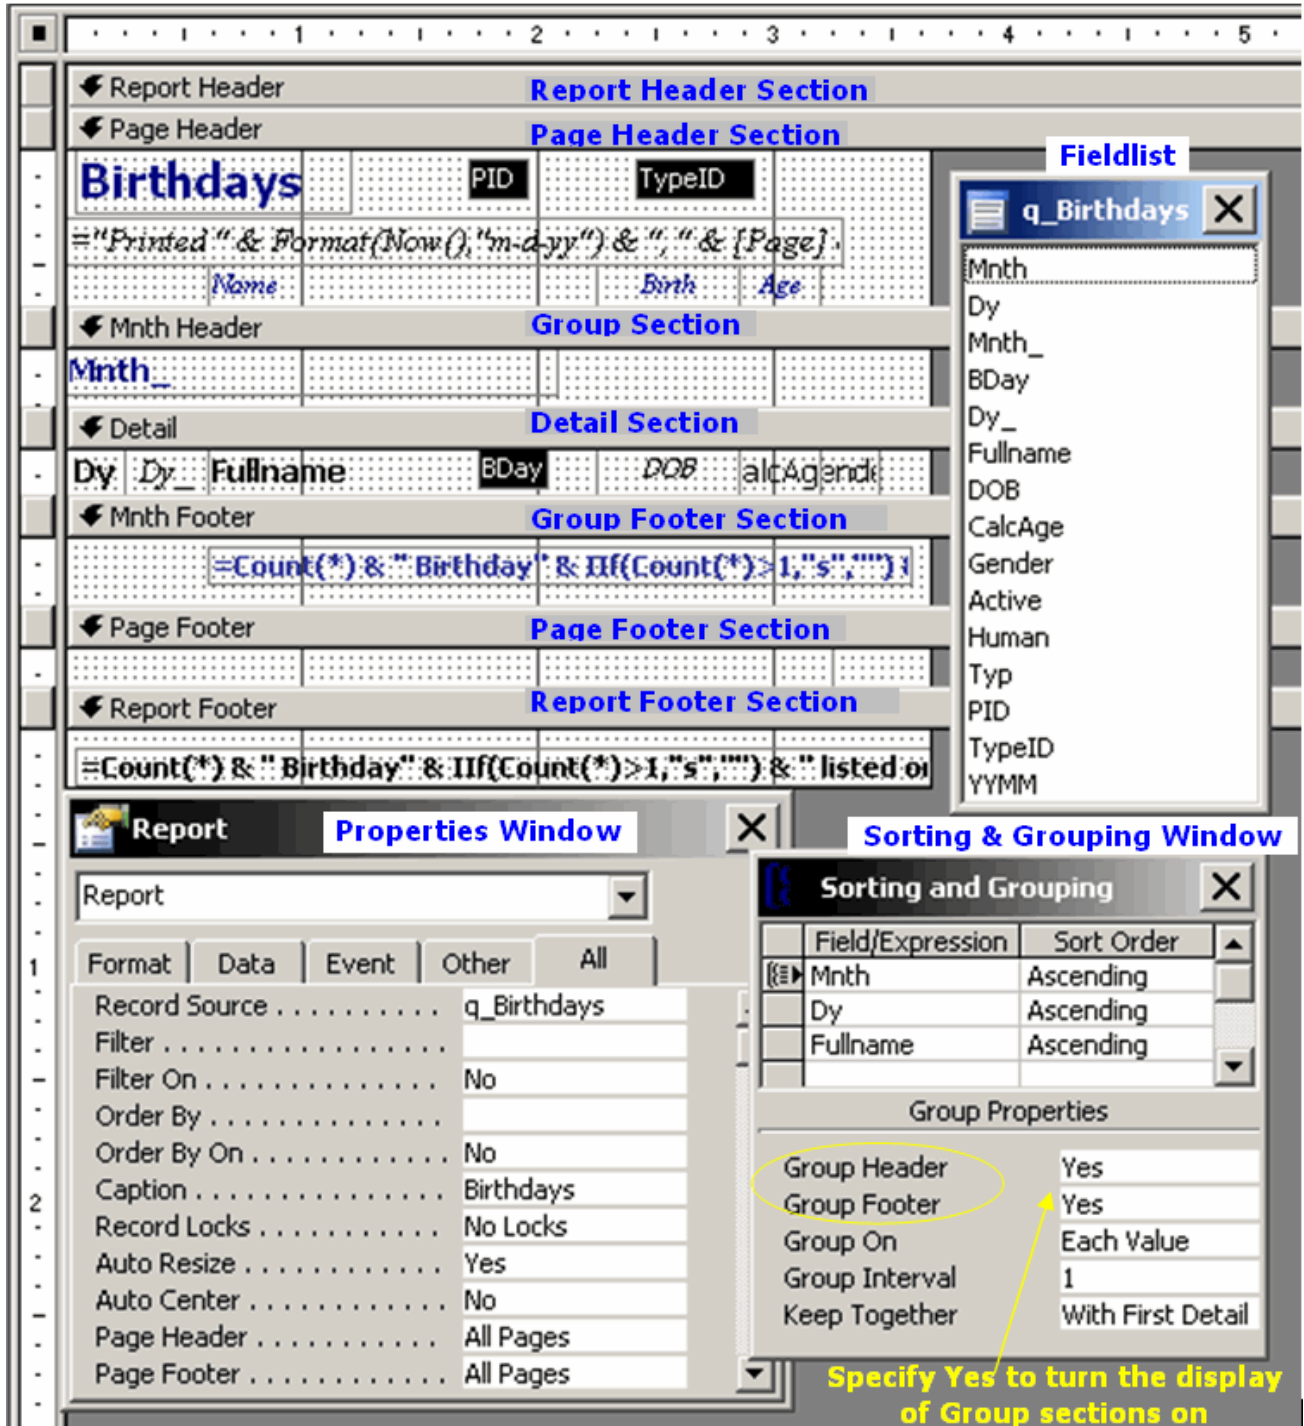 1 2 3 4 5
Report Header Report Header Section
Page Header Page Header Section
Birthdays PID TypeID
="Printed " & Format(Now(),"m-d-yy") & ", " & [Page]
Name Birth Age
Mnth Header Group Section
Mnth_
Detail Detail Section
Dy Dy_ Fullname BDay DOB alcAg ende
Mnth Footer Group Footer Section
=Count(*) & " Birthday" & IIf(Count(*)>1,"s","")
Page Footer Page Footer Section
Report Footer Report Footer Section
=Count(*) & " Birthday" & IIf(Count(*)>1,"s","") & " listed o
Fieldlist
q_Birthdays
Mnth
Dy
Mnth_
BDay
Dy_
Fullname
DOB
CalcAge
Gender
Active
Human
Typ
PID
TypeID
YYMM
Report Properties Window
Report
Format Data Event Other All
Record Source . . . . . . . . . . q_Birthdays
Filter . . . . . . . . . . . . . . . . .
Filter On . . . . . . . . . . . . . . No
Order By . . . . . . . . . . . . . .
Order By On . . . . . . . . . . . . No
Caption . . . . . . . . . . . . . . . Birthdays
Record Locks . . . . . . . . . . . No Locks
Auto Resize . . . . . . . . . . . . Yes
Auto Center . . . . . . . . . . . . No
Page Header . . . . . . . . . . . All Pages
Page Footer . . . . . . . . . . . . All Pages
1
2
Sorting & Grouping Window
Sorting and Grouping
Field/Expression Sort Order
Mnth Ascending
Dy Ascending
Fullname Ascending
Group Properties
Group Header Yes
Group Footer Yes
Group On Each Value
Group Interval 1
Keep Together With First Detail
Specify Yes to turn the display
of Group sections on